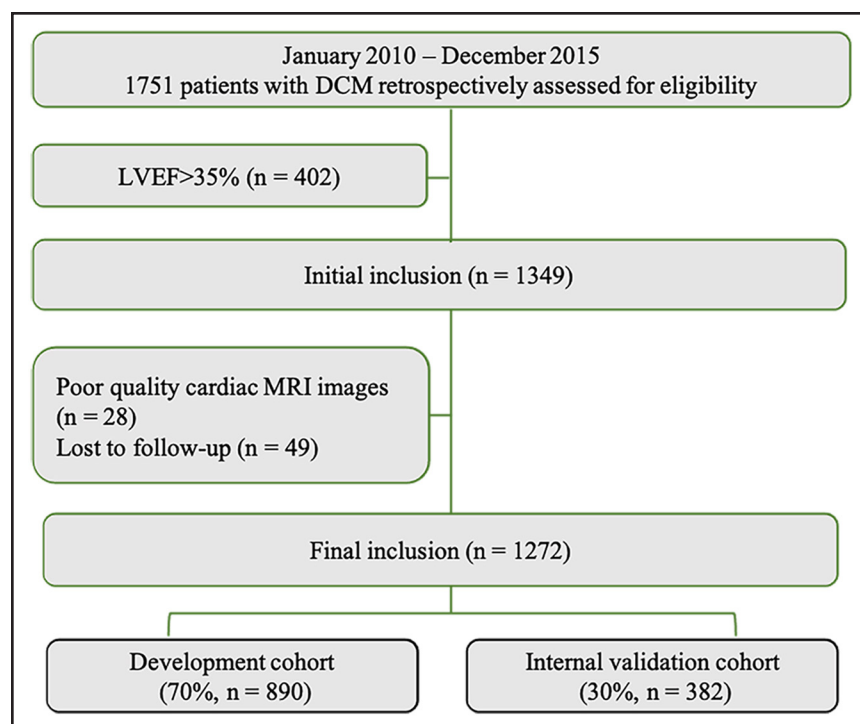 January 2010 – December 2015
1751 patients with DCM retrospectively assessed for eligibility
LVEF>35% (n = 402)
Initial inclusion (n = 1349)
Poor quality cardiac MRI images
(n = 28)
Lost to follow-up (n = 49)
Final inclusion (n = 1272)
Development cohort
(70%, n = 890)
Internal validation cohort
(30%, n = 382)